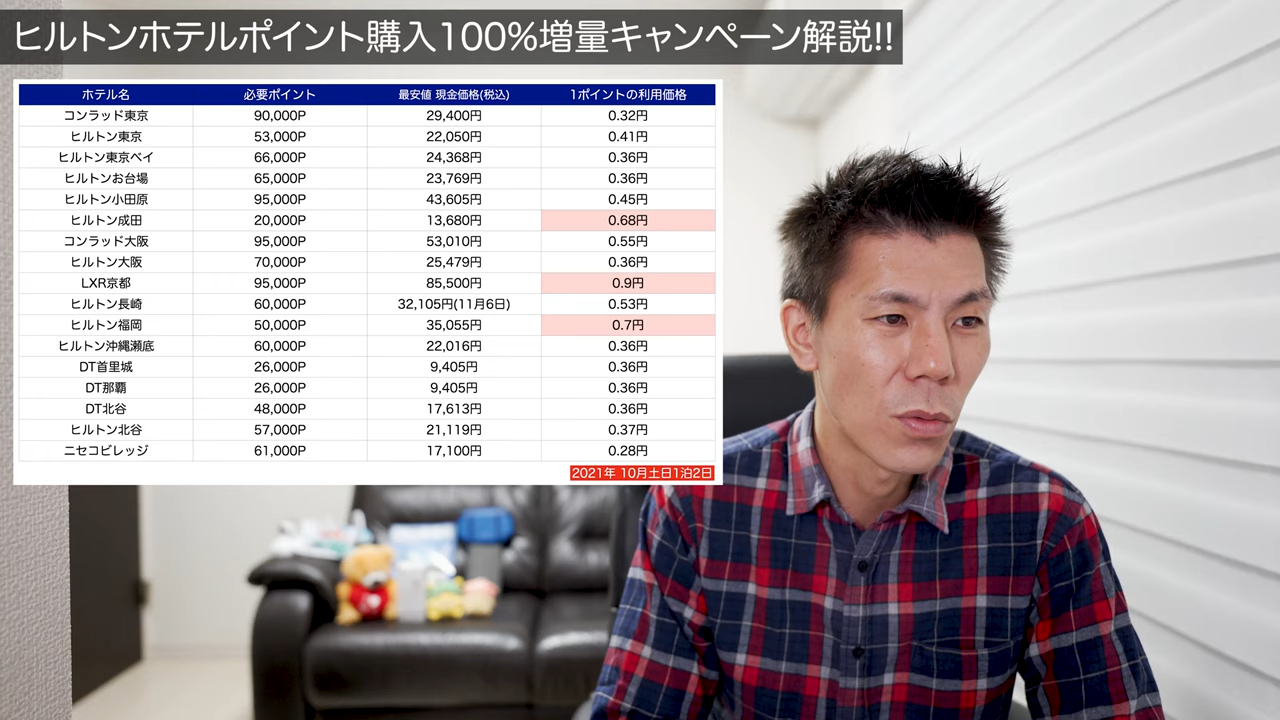 ヒルトンホテルポイント購入100%増量キャンペーン解説!!
ホテル名 必要ポイント 最安値 現金価格(税込) 1ポイントの利用価格
コンラッド東京 90,000P 29,400円 0.32円
ヒルトン東京 53,000P 22,050円 0.41円
ヒルトン東京ベイ 66,000P 24,368円 0.36円
ヒルトンお台場 65,000P 23,769円 0.36円
ヒルトン小田原 95,000P 43,605円 0.45円
ヒルトン成田 20,000P 13,680円 0.68円
コンラッド大阪 95,000P 53,010円 0.55円
ヒルトン大阪 70,000P 25,479円 0.36円
LXR京都 95,000P 85,500円 0.9円
ヒルトン長崎 60,000P 32,105円(11月6日) 0.53円
ヒルトン福岡 50,000P 35,055円 0.7円
ヒルトン沖縄瀬底 60,000P 22,016円 0.36円
DT首里城 26,000P 9,405円 0.36円
DT那覇 26,000P 9,405円 0.36円
DT北谷 48,000P 17,613円 0.36円
ヒルトン北谷 57,000P 21,119円 0.37円
ニセコビレッジ 61,000P 17,100円 0.28円
2021年 10月土日1泊2日